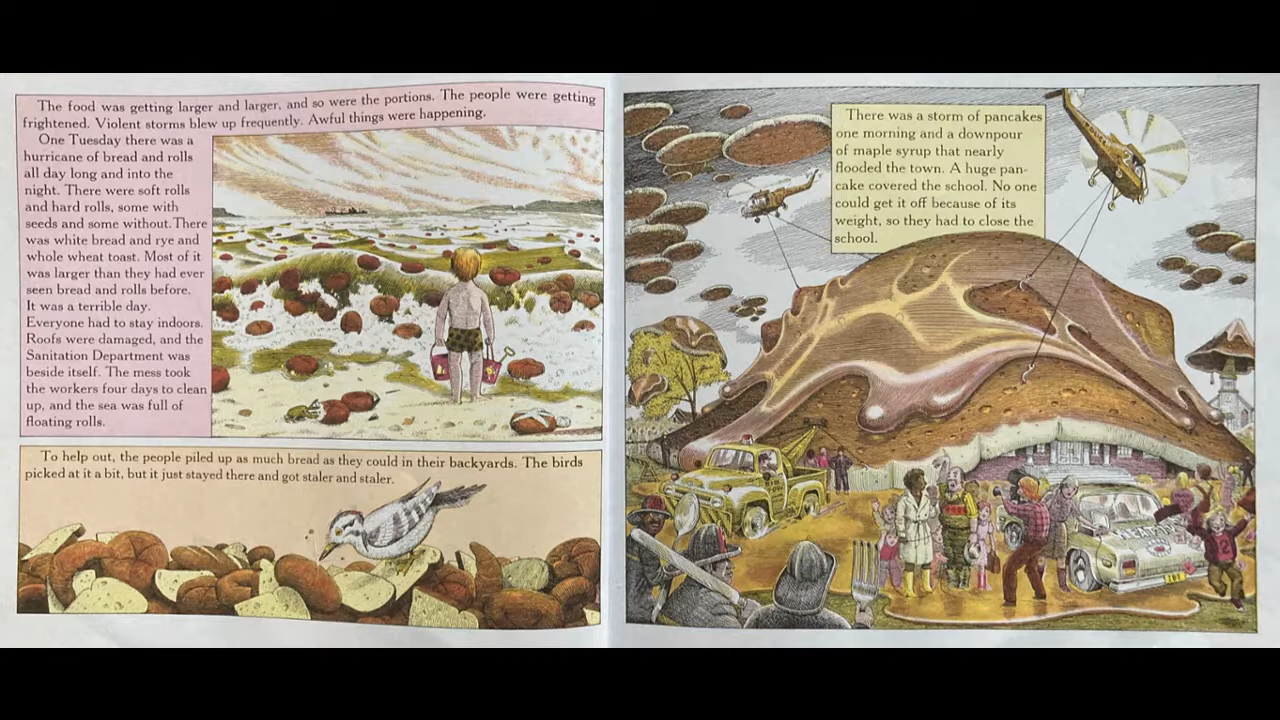 The food was getting larger and larger, and so were the portions. The people were getting
frightened. Violent storms blew up frequently. Awful things were happening.
One Tuesday there was a
hurricane of bread and rolls
all day long and into the
night. There were soft rolls
and hard rolls, some with
seeds and some without. There
was white bread and rye and
whole wheat toast. Most of it
was larger than they had ever
seen bread and rolls before.
It was a terrible day.
Everyone had to stay indoors.
Roofs were damaged, and the
Sanitation Department was
beside itself. The mess took
the workers four days to clean
up, and the sea was full of
floating rolls.
To help out, the people piled up as much bread as they could in their backyards. The birds
picked at it a bit, but it just stayed there and got staler and staler.
There was a storm of pancakes
one morning and a downpour
of maple syrup that nearly
flooded the town. A huge pan-
cake covered the school. No one
could get it off because of its
weight, so they had to close the
school.